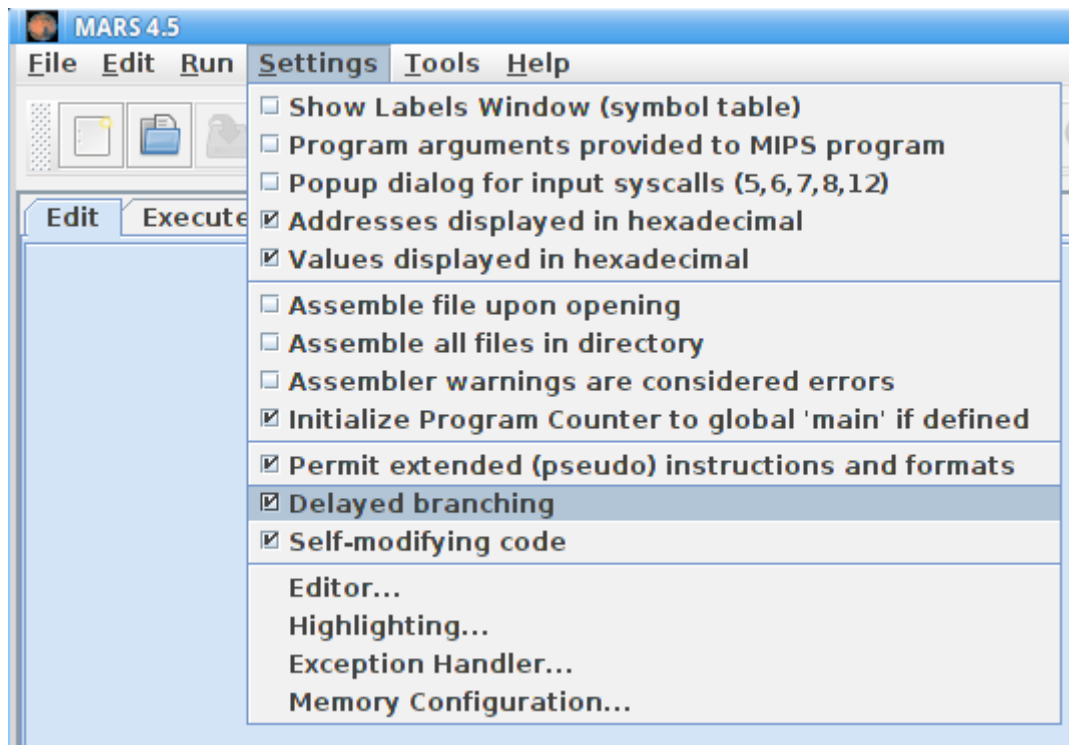 MARS 4.5
File Edit Run Settings Tools Help
Show Labels Window (symbol table)
Program arguments provided to MIPS program
Popup dialog for input syscalls (5,6,7,8,12)
Edit Execute
Addresses displayed in hexadecimal
Values displayed in hexadecimal
Assemble file upon opening
Assemble all files in directory
Assembler warnings are considered errors
Initialize Program Counter to global 'main' if defined
Permit extended (pseudo) instructions and formats
Delayed branching
Self-modifying code
Editor...
Highlighting...
Exception Handler...
Memory Configuration...